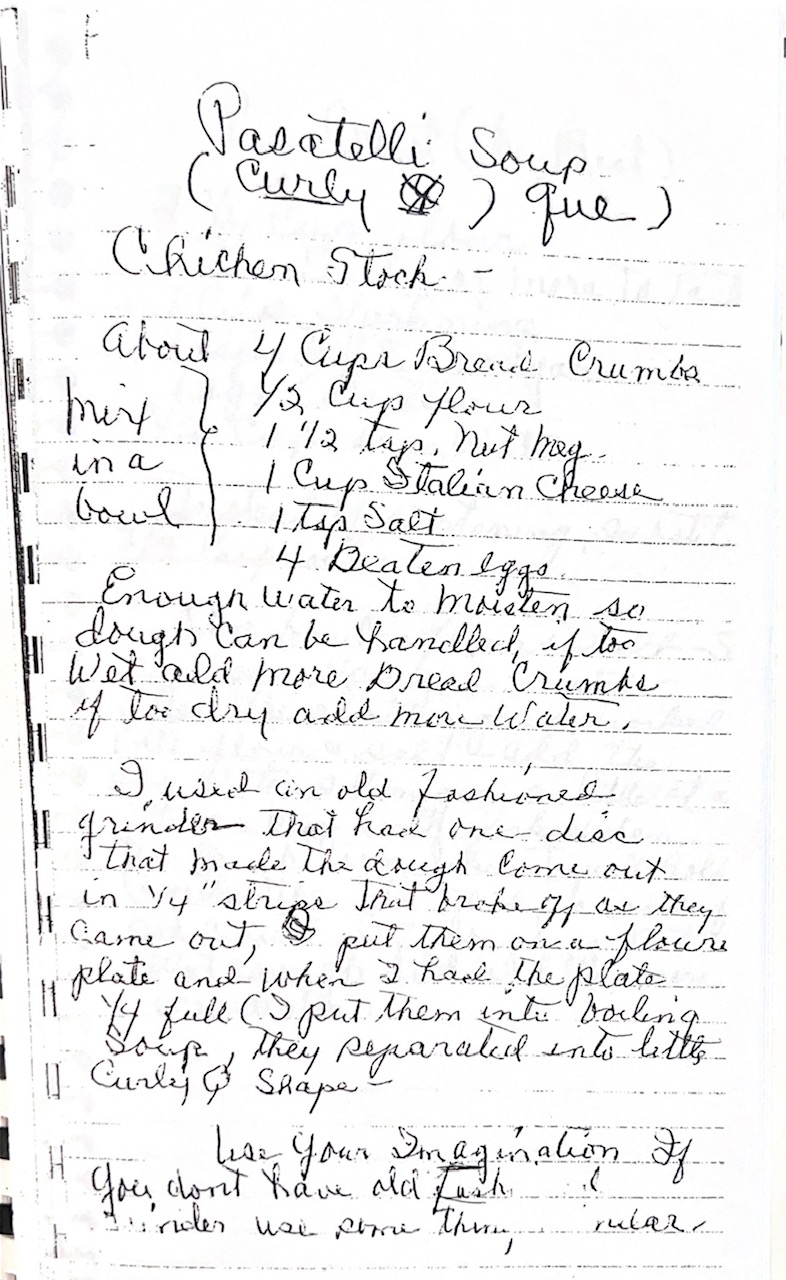 Pasatelli Soup
(Curly ) que)
Chicken Stock -
About 4 Cups Bread Crumbs
1/2 Cup flour
mix 1 1/2 tsp. Nut Meg
in a 1 Cup Italian Cheese
bowl 1 tsp Salt
4 Beaten eggs
Enough Water to Moisten so
dough can be handled, if too
Wet add more Bread Crumbs
if too dry add more Water.
I used an old fashioned
grinder that had one disc
that made the dough come out
in 1/4" strips that broke off as they
came out, put them on a floure
plate and when I had the plate
1/4 full (I put them into boiling
Soup, they separated into little
Curly Q Shape -
Use Your Imagination If
You dont have old
use some thing